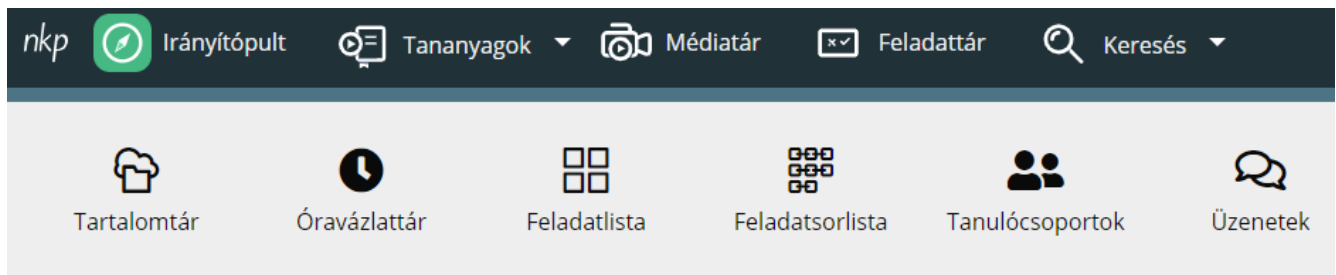 nkp Irányítópult Tananyagok Médiatár Feladattár Keresés
Tartalomtár Óravázlattár Feladatlista Feladatsorlista Tanulócsoportok Üzenetek